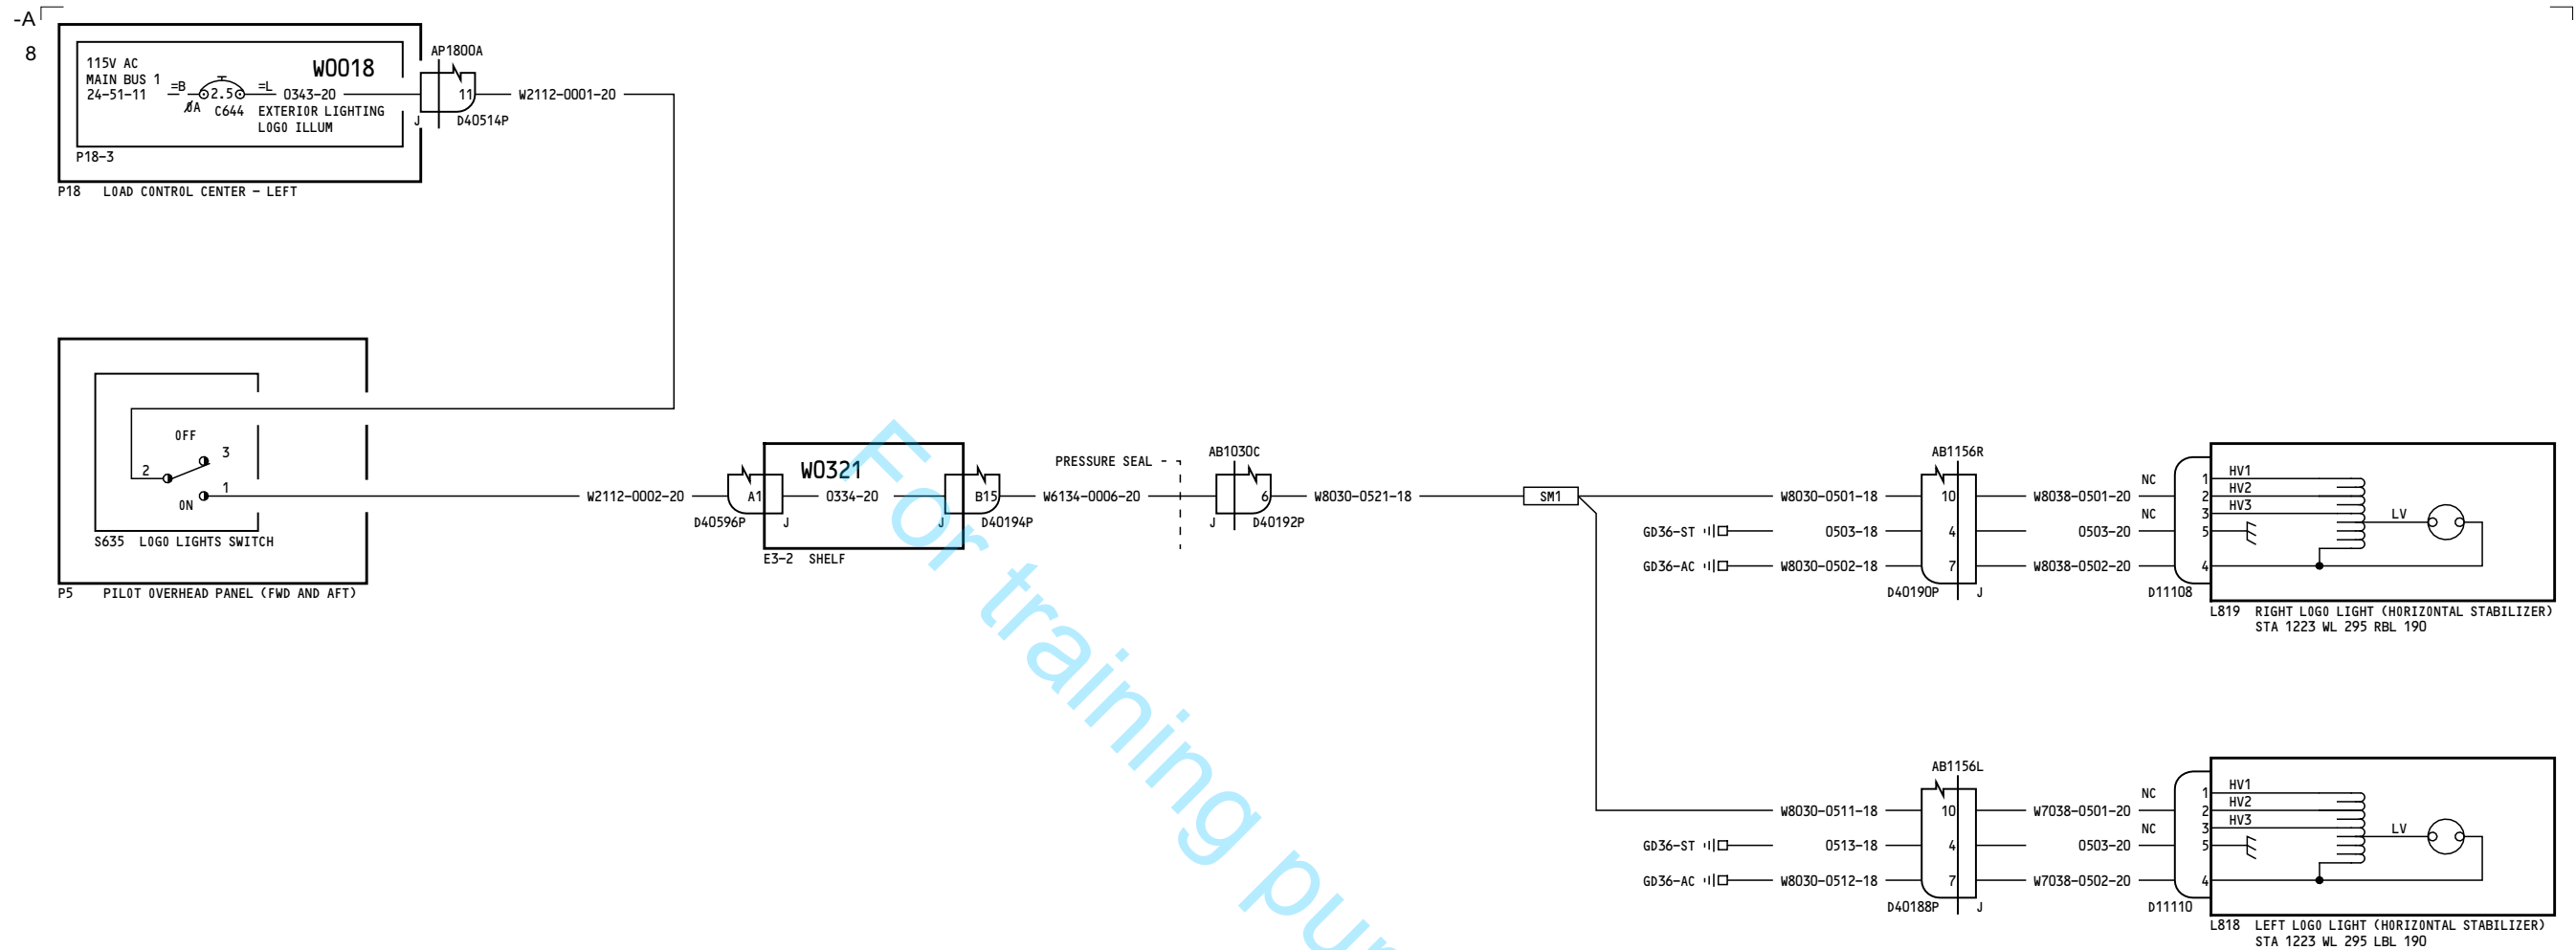 -A
8
115V AC
MAIN BUS 1
24-51-11
=B
ØA
2.5
C644
=L
W0018
0343-20
EXTERIOR LIGHTING
LOGO ILLUM
P18-3
P18 LOAD CONTROL CENTER - LEFT
AP1800A
11
J
D40514P
W2112-0001-20
OFF
3
2
1
ON
S635 LOGO LIGHTS SWITCH
P5 PILOT OVERHEAD PANEL (FWD AND AFT)
W2112-0002-20
A1
D40596P
J
W0321
0334-20
E3-2 SHELF
J
B15
D40194P
PRESSURE SEAL
W6134-0006-20
AB1030C
6
J
D40192P
W8030-0521-18
SM1
AB1156R
W8030-0501-18
10
W8038-0501-20
GD36-ST
0503-18
4
0503-20
GD36-AC
W8030-0502-18
7
W8038-0502-20
D40190P
J
NC
NC
D11108
1
2
3
5
4
HV1
HV2
HV3
LV
L819 RIGHT LOGO LIGHT (HORIZONTAL STABILIZER)
STA 1223 WL 295 RBL 190
AB1156L
W8030-0511-18
10
W7038-0501-20
GD36-ST
0513-18
4
0503-20
GD36-AC
W8030-0512-18
7
W7038-0502-20
D40188P
J
NC
NC
D11110
1
2
3
5
4
HV1
HV2
HV3
LV
L818 LEFT LOGO LIGHT (HORIZONTAL STABILIZER)
STA 1223 WL 295 LBL 190
For training pur